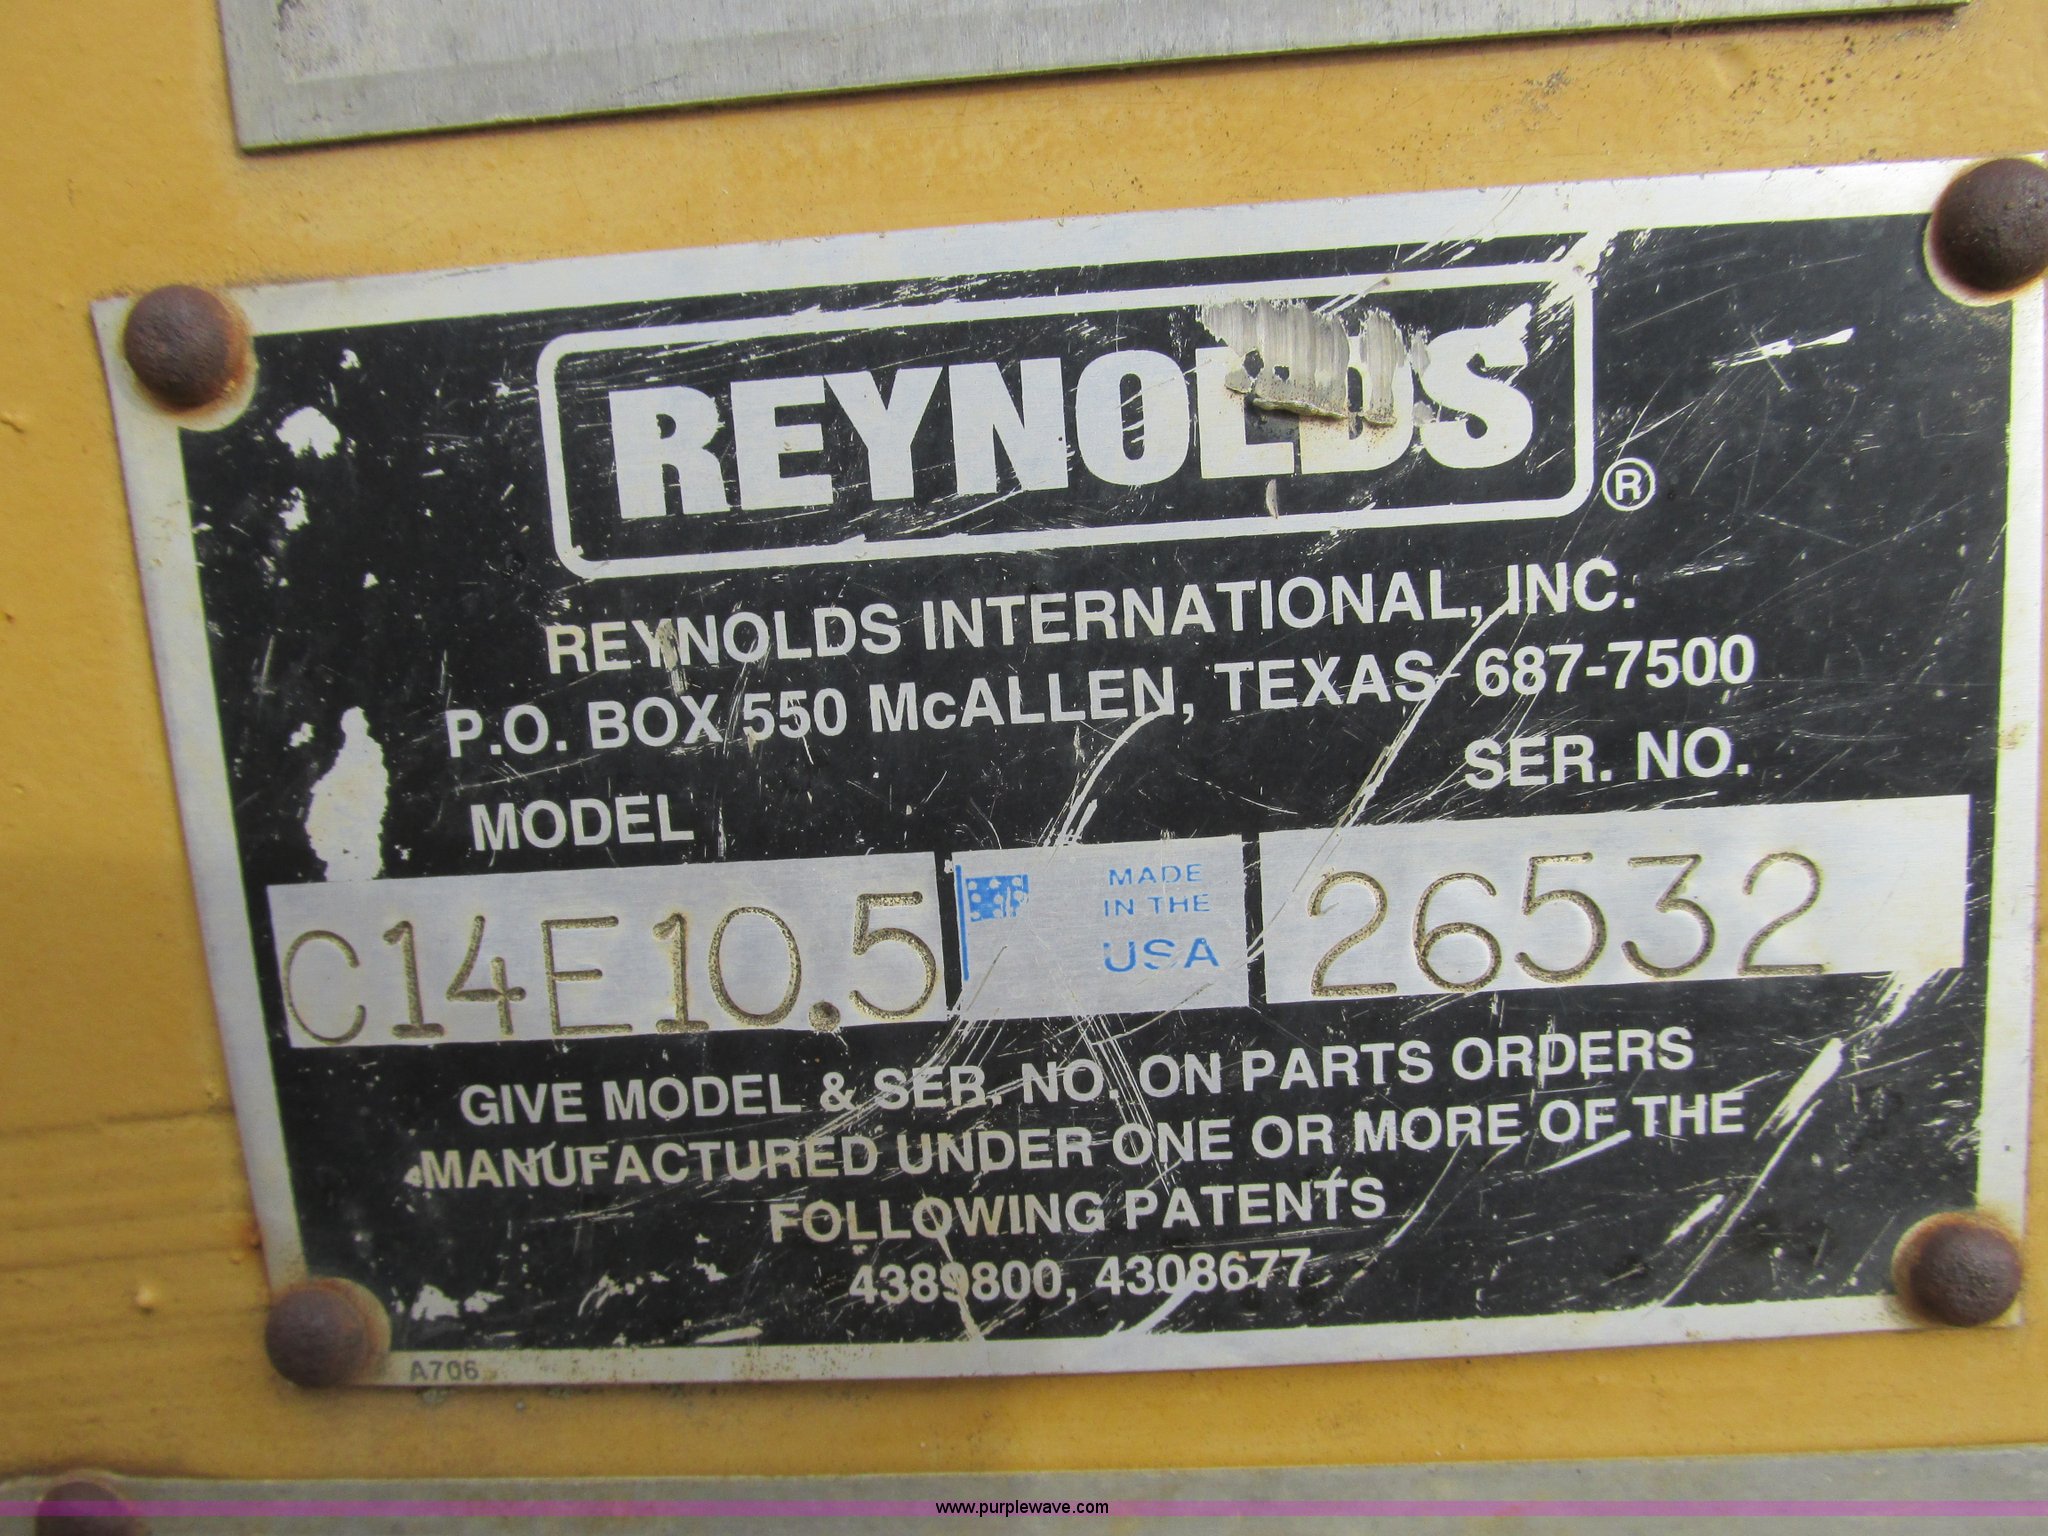 REYNOLDS ®
REYNOLDS INTERNATIONAL, INC.
P.O. BOX 550 McALLEN, TEXAS 687-7500
MODEL SER. NO.
C14E10.5 MADE IN THE USA 26532
GIVE MODEL & SER. NO. ON PARTS ORDERS
MANUFACTURED UNDER ONE OR MORE OF THE
FOLLOWING PATENTS
4389800, 4308677
A706
www.purplewave.com